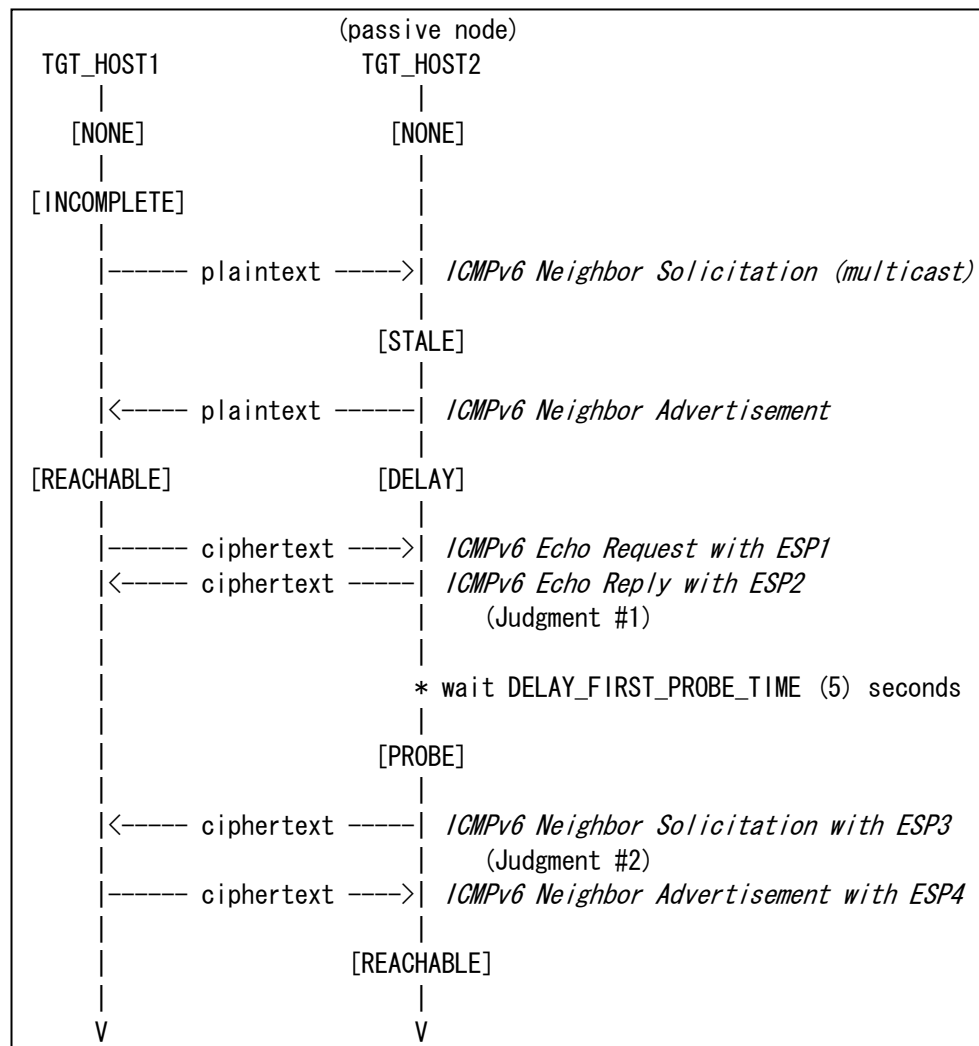 (passive node)
TGT_HOST1 TGT_HOST2
| |
[NONE] [NONE]
| |
[INCOMPLETE] |
| |
|------ plaintext ----->| ICMPv6 Neighbor Solicitation (multicast)
| |
| [STALE]
| |
|<----- plaintext ------| ICMPv6 Neighbor Advertisement
| |
[REACHABLE] [DELAY]
| |
|------ ciphertext ---->| ICMPv6 Echo Request with ESP1
|<----- ciphertext -----| ICMPv6 Echo Reply with ESP2
| | (Judgment #1)
| |
| * wait DELAY_FIRST_PROBE_TIME (5) seconds
| |
| [PROBE]
| |
|<----- ciphertext -----| ICMPv6 Neighbor Solicitation with ESP3
| | (Judgment #2)
|------ ciphertext ---->| ICMPv6 Neighbor Advertisement with ESP4
| |
| [REACHABLE]
| |
V V